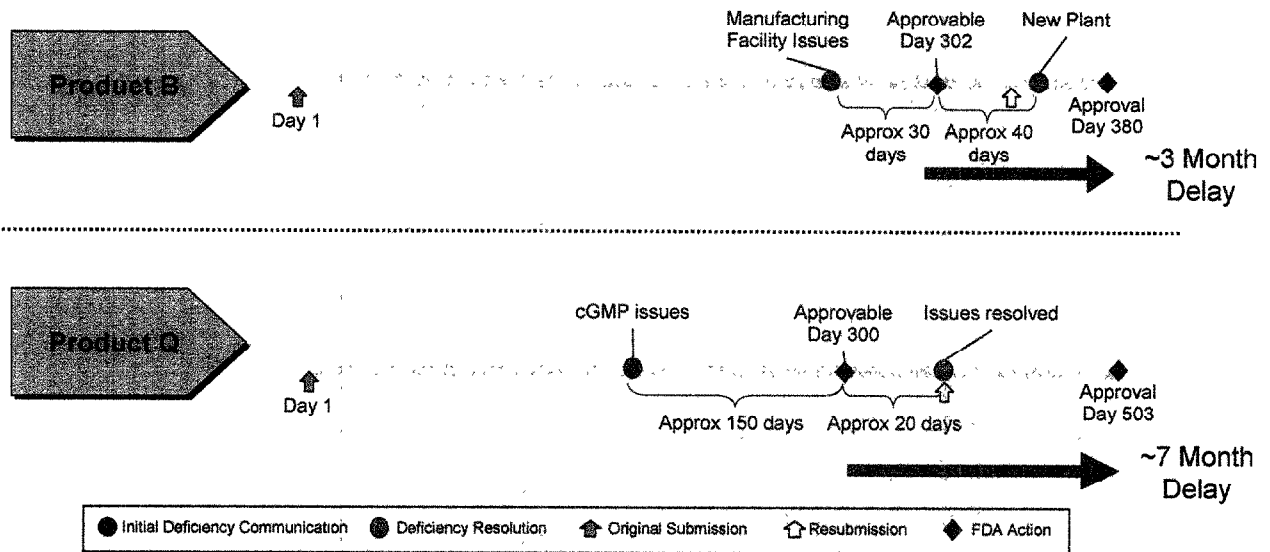 Manufacturing
Facility Issues
Approvable
Day 302
New Plant
Product B
Day 1
Approx 30
days
Approx 40
days
Approval
Day 380
~3 Month
Delay
cGMP issues
Approvable
Day 300
Issues resolved
Product Q
Day 1
Approx 150 days
Approx 20 days
Approval
Day 503
~7 Month
Delay
Initial Deficiency Communication
Deficiency Resolution
Original Submission
Resubmission
FDA Action